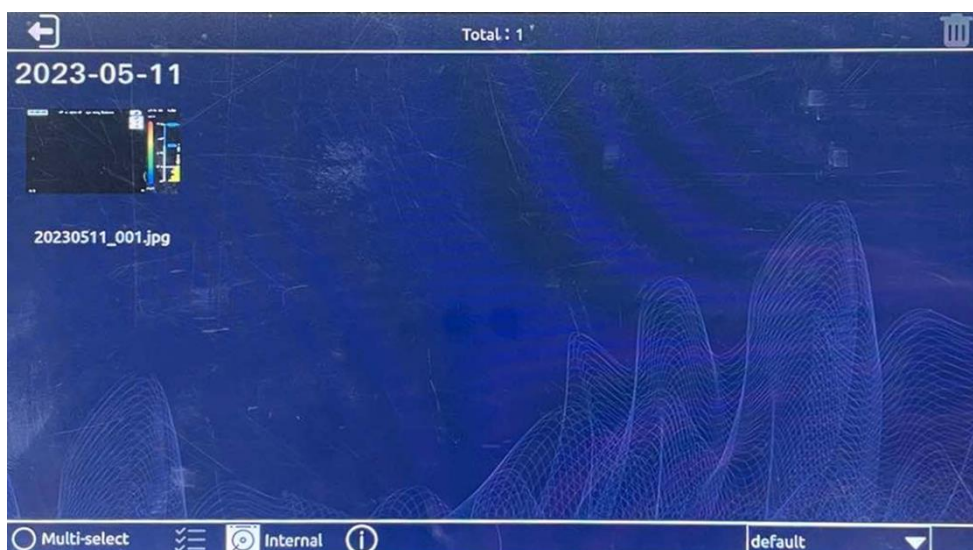 Total : 1
2023-05-11
20230511_001.jpg
Multi-select
Internal
default